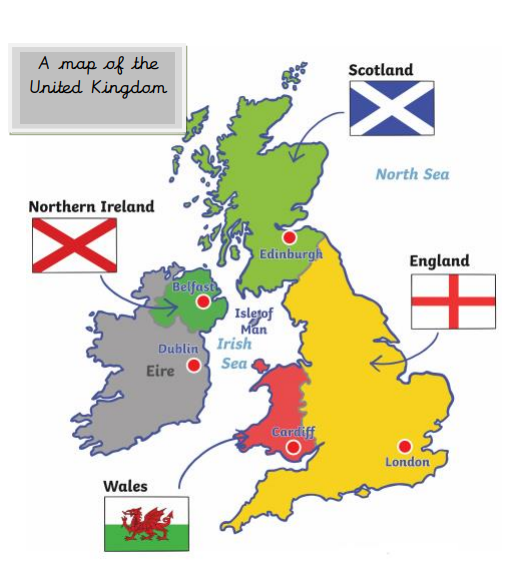 A map of the
United Kingdom
Scotland
North Sea
Northern Ireland
Edinburgh
England
Belfast
Isle of
Man
Irish
Sea
Dublin
Eire
Cardiff
London
Wales